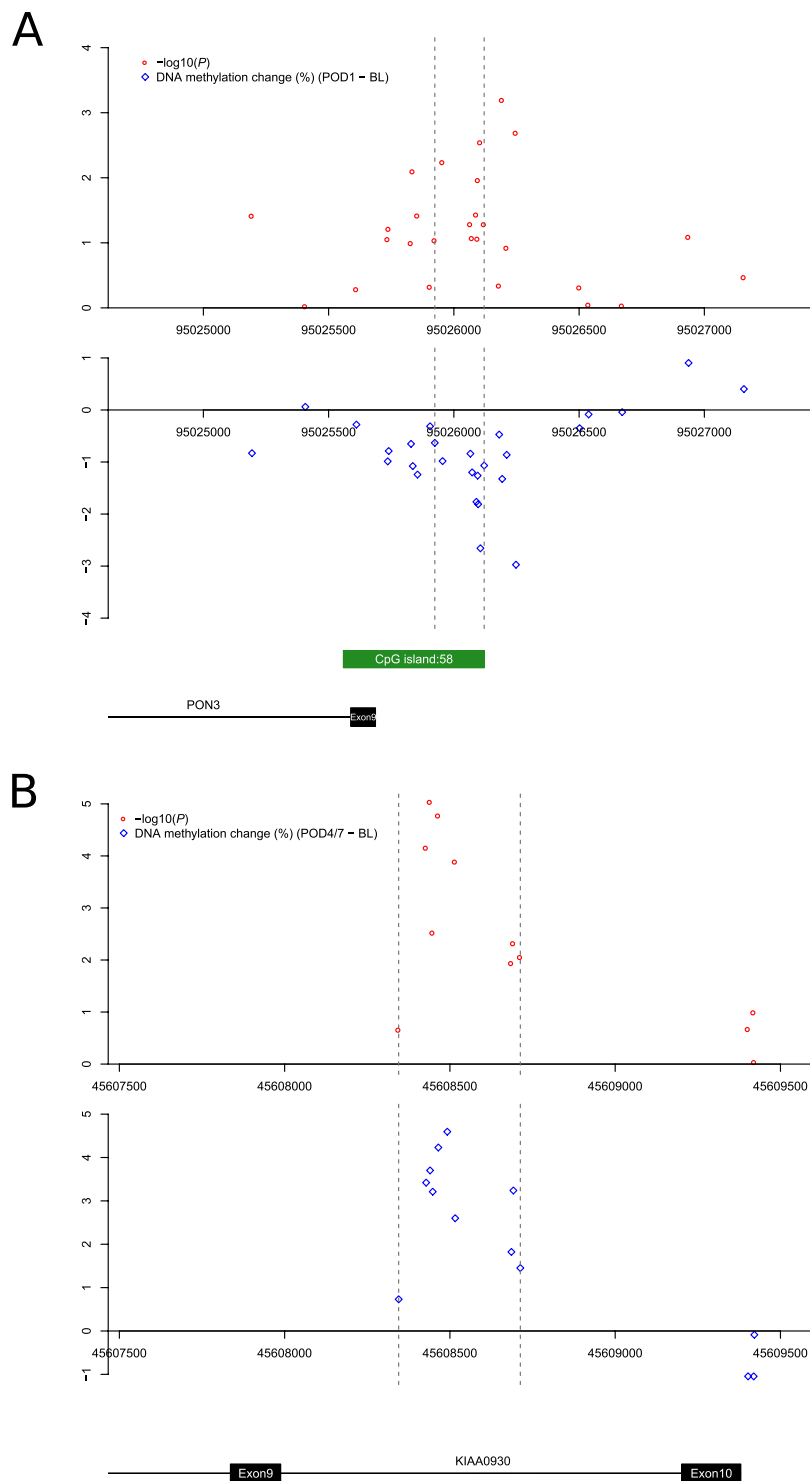 A
4
3
2
1
0
−log10(P)
DNA methylation change (%) (POD1 − BL)
95025000 95025500 95026000 95026500 95027000
1
0
−1
−2
−3
−4
95025000 95025500 95026000 95026500 95027000
CpG island:58
PON3
Exon9
B
5
4
3
2
1
0
−log10(P)
DNA methylation change (%) (POD4/7 − BL)
45607500 45608000 45608500 45609000 45609500
5
4
3
2
1
0
−1
45607500 45608000 45608500 45609000 45609500
KIAA0930
Exon9 Exon10